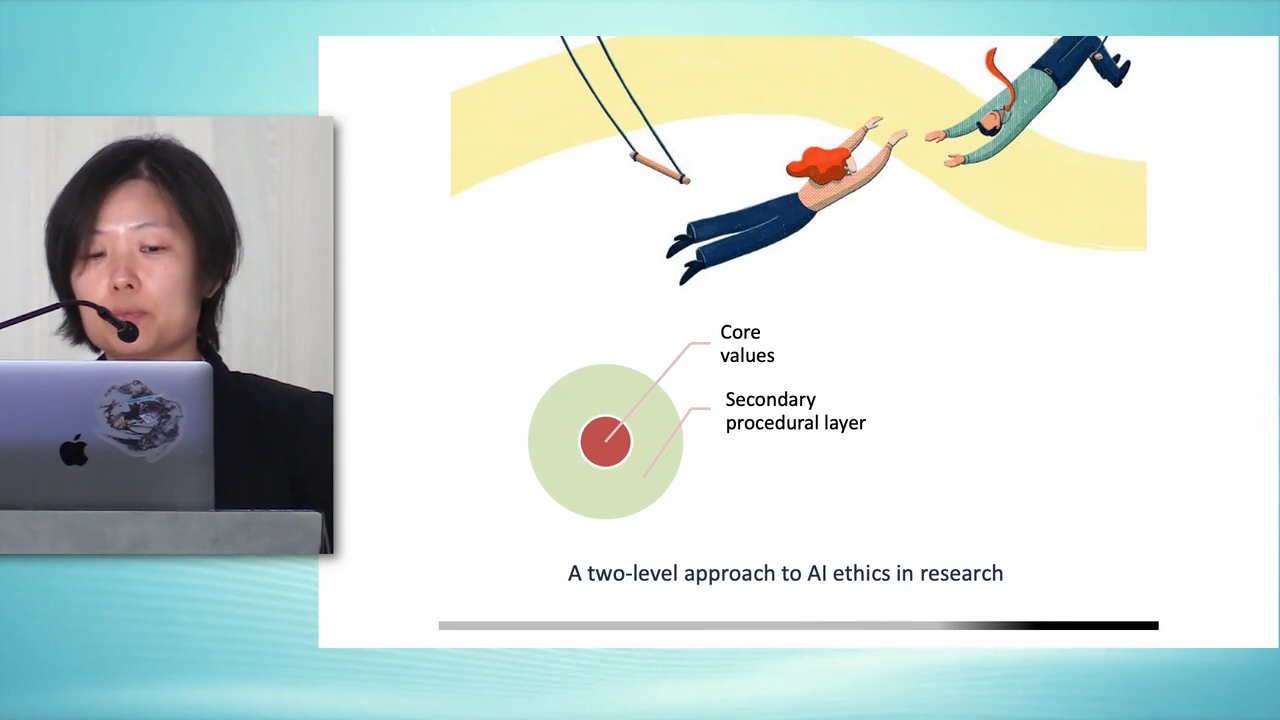 Core
values
Secondary
procedural layer
A two-level approach to AI ethics in research